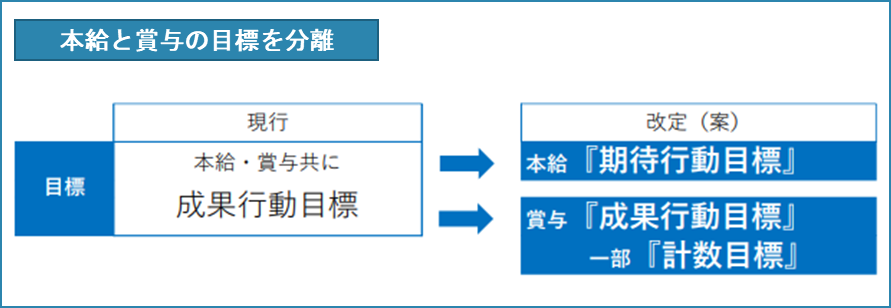 本給と賞与の目標を分離
現行
改定（案）
目標
本給・賞与共に
成果行動目標
本給『期待行動目標』
賞与『成果行動目標』
一部『計数目標』